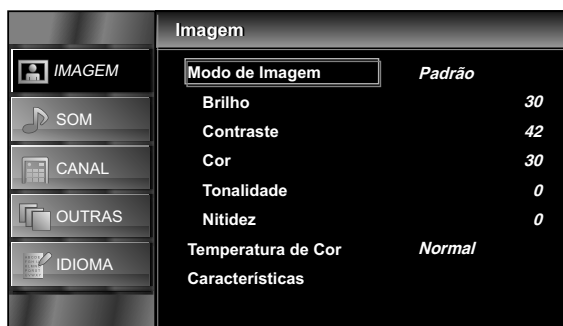 Imagem
IMAGEM
SOM
CANAL
OUTRAS
IDIOMA
Modo de Imagem Padrão
Brilho 30
Contraste 42
Cor 30
Tonalidade 0
Nitidez 0
Temperatura de Cor Normal
Características